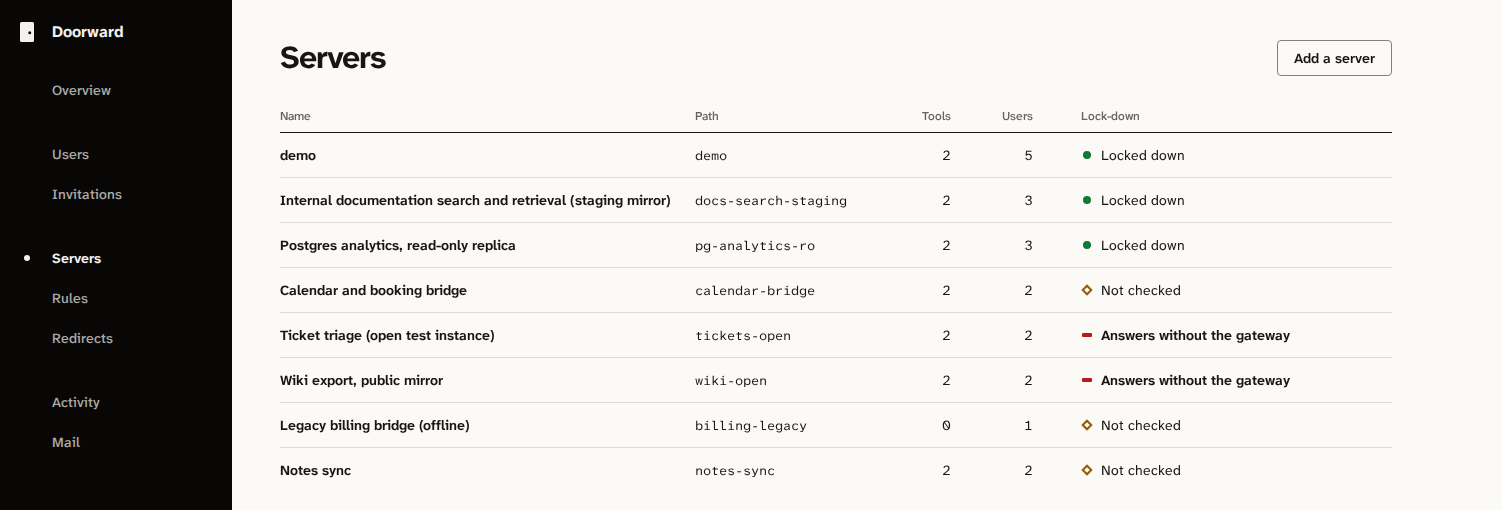 Doorward
Overview
Users
Invitations
Servers
Rules
Redirects
Activity
Mail
Servers
Add a server
Name Path Tools Users Lock-down
demo demo 2 5 Locked down
Internal documentation search and retrieval (staging mirror) docs-search-staging 2 3 Locked down
Postgres analytics, read-only replica pg-analytics-ro 2 3 Locked down
Calendar and booking bridge calendar-bridge 2 2 Not checked
Ticket triage (open test instance) tickets-open 2 2 Answers without the gateway
Wiki export, public mirror wiki-open 2 2 Answers without the gateway
Legacy billing bridge (offline) billing-legacy 0 1 Not checked
Notes sync notes-sync 2 2 Not checked